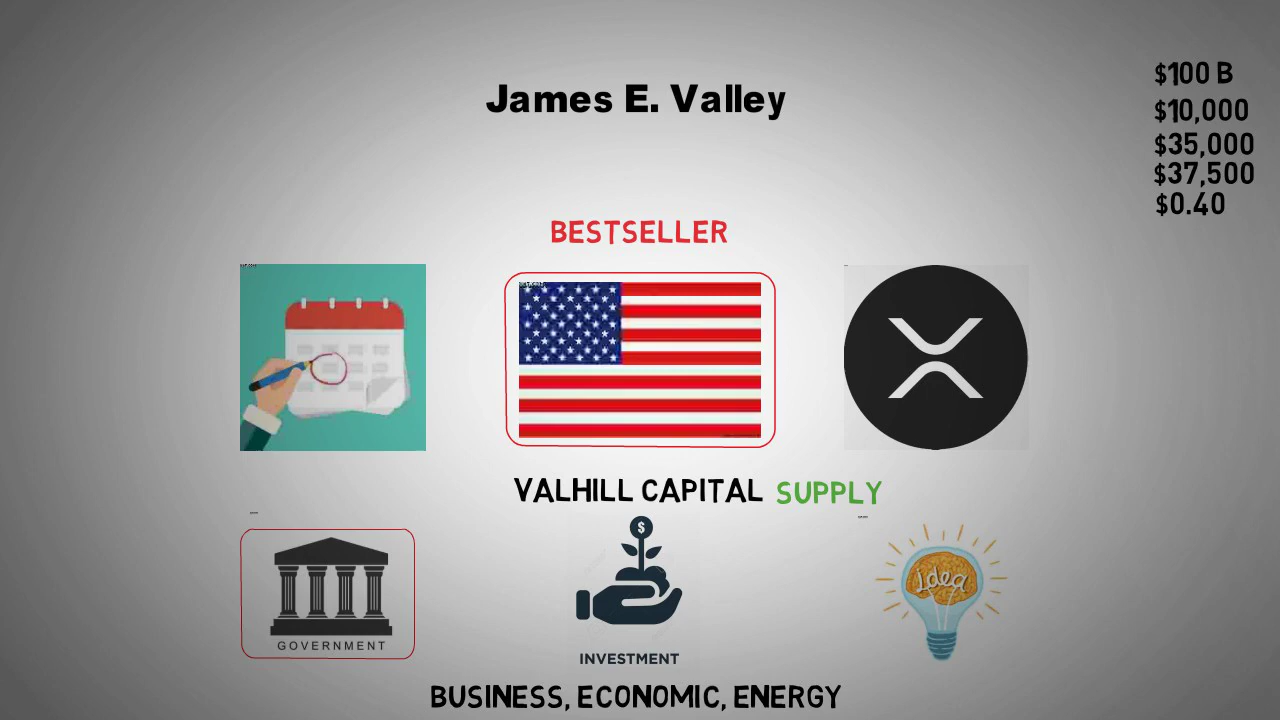 $100 B
James E. Valley
$10,000
$35,000
$37,500
$0.40
BESTSELLER
VALHILL CAPITAL SUPPLY
$
idea
GOVERNMENT
INVESTMENT
BUSINESS, ECONOMIC, ENERGY